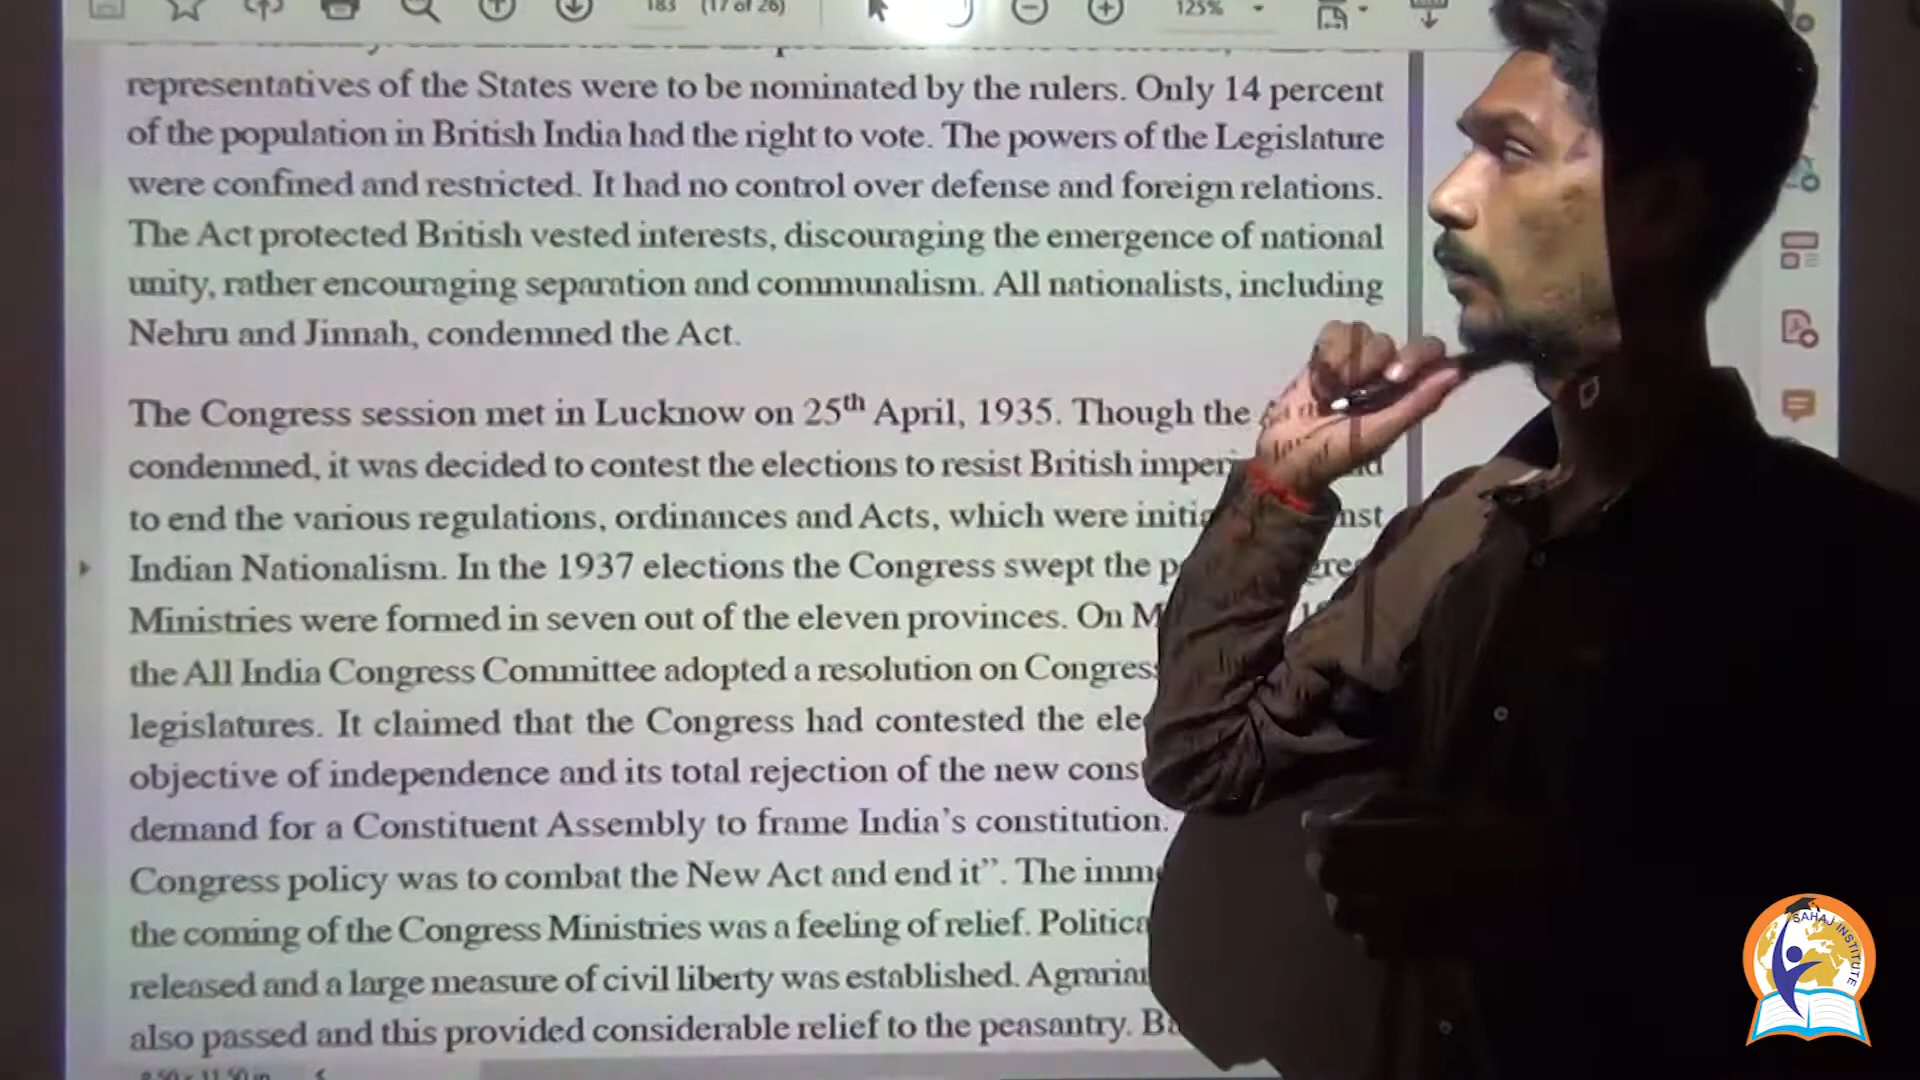 183 (17 of 26)
125%
representatives of the States were to be nominated by the rulers. Only 14 percent
of the population in British India had the right to vote. The powers of the Legislature
were confined and restricted. It had no control over defense and foreign relations.
The Act protected British vested interests, discouraging the emergence of national
unity, rather encouraging separation and communalism. All nationalists, including
Nehru and Jinnah, condemned the Act.
The Congress session met in Lucknow on 25th April, 1935. Though the
condemned, it was decided to contest the elections to resist British
to end the various regulations, ordinances and Acts, which were
Indian Nationalism. In the 1937 elections the Congress swept the
Ministries were formed in seven out of the eleven provinces. On
the All India Congress Committee adopted a resolution on Congress
legislatures. It claimed that the Congress had contested the
objective of independence and its total rejection of the new
demand for a Constituent Assembly to frame India's constitution.
Congress policy was to combat the New Act and end it”. The
the coming of the Congress Ministries was a feeling of relief.
released and a large measure of civil liberty was established.
also passed and this provided considerable relief to the peasantry.
SAHAJ INSTITUTE